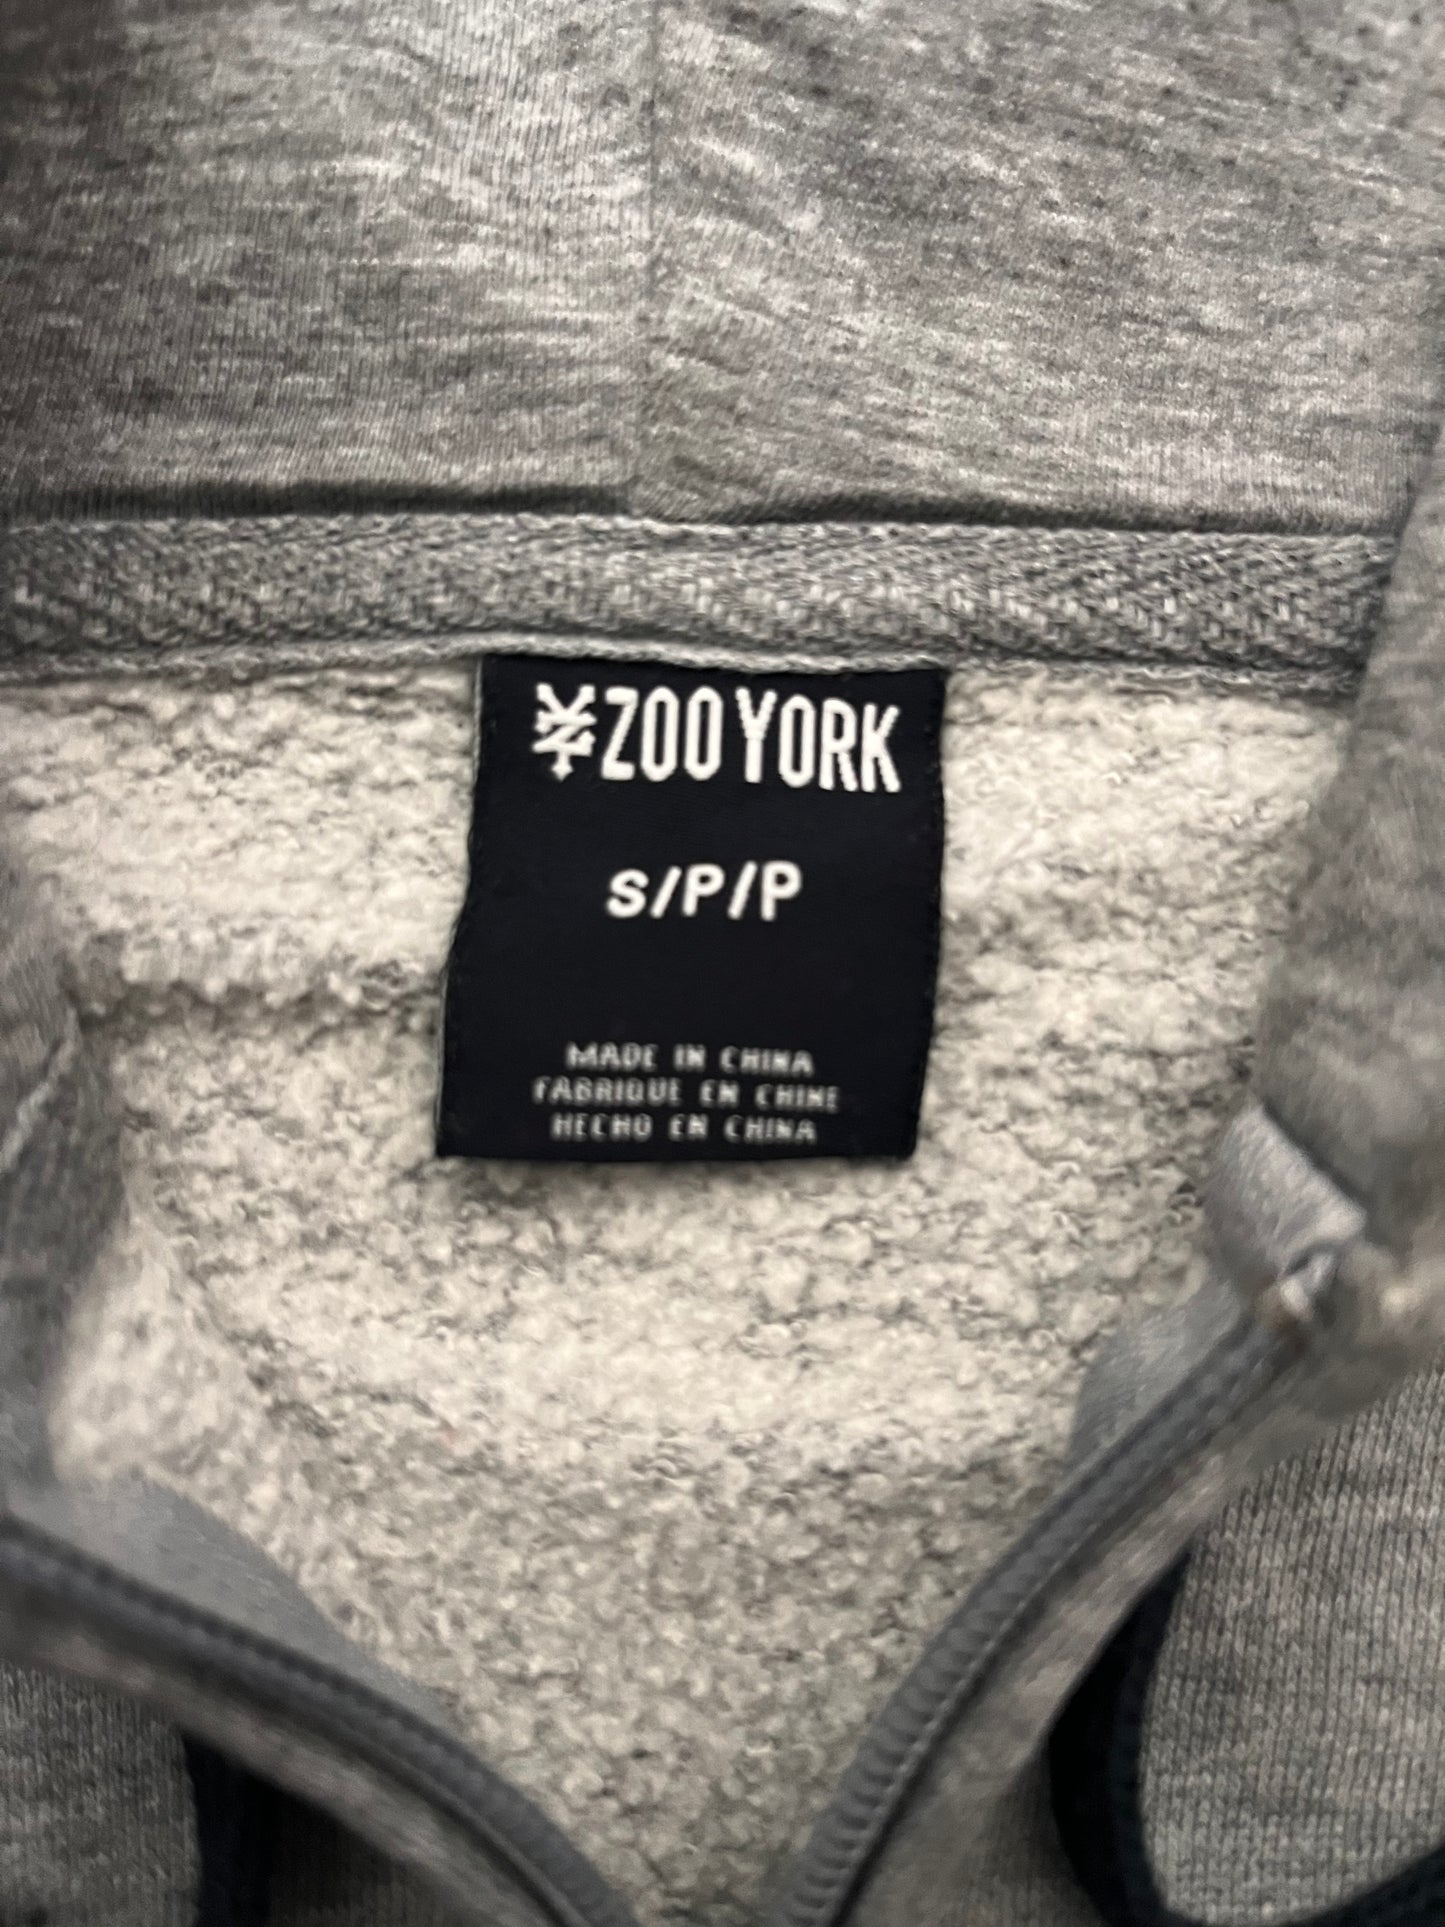 ZOO YORK
S/P/P
MADE IN CHINA
FABRIQUE EN CHINE
HECHO EN CHINA